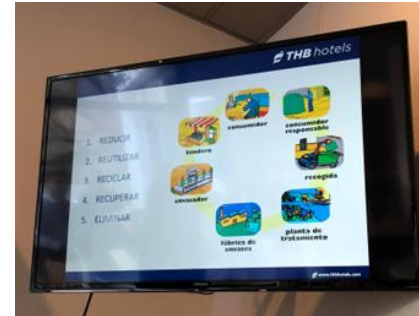 THB hotels
1. REDUCIR
2. REUTILIZAR
3. RECICLAR
4. RECUPERAR
5. ELIMINAR
consumidor
consumidor
responsable
tendero
recogida
envasador
planta de
tratamiento
fábrica de
envases
www.thbhotels.com